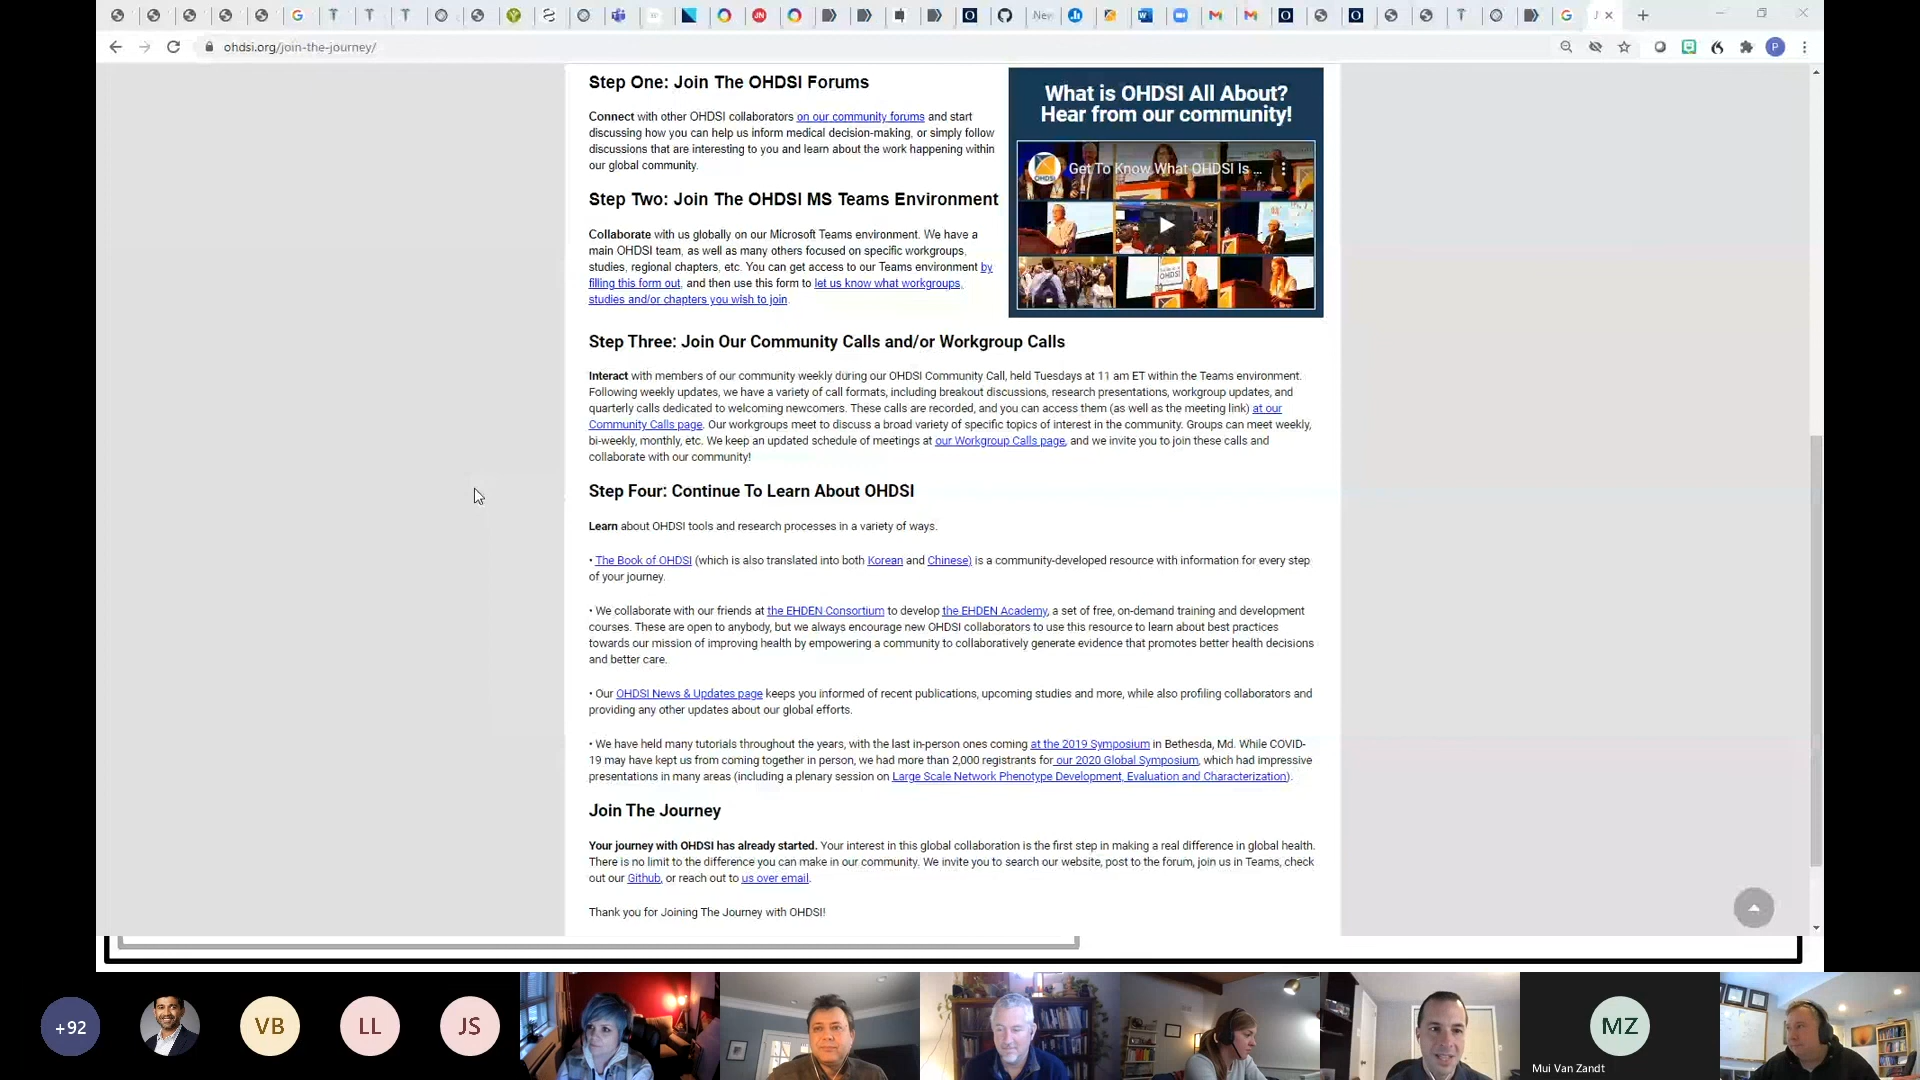 New
ohdsi.org/join-the-journey/
P
Step One: Join The OHDSI Forums
Connect with other OHDSI collaborators on our community forums and start
discussing how you can help us inform medical decision-making, or simply follow
discussions that are interesting to you and learn about the work happening within
our global community.
Step Two: Join The OHDSI MS Teams Environment
Collaborate with us globally on our Microsoft Teams environment. We have a
main OHDSI team, as well as many others focused on specific workgroups,
studies, regional chapters, etc. You can get access to our Teams environment by
filling this form out, and then use this form to let us know what workgroups,
studies and/or chapters you wish to join.
What is OHDSI All About?
Hear from our community!
OHDSI
Get To Know What OHDSI Is ...
Step Three: Join Our Community Calls and/or Workgroup Calls
Interact with members of our community weekly during our OHDSI Community Call, held Tuesdays at 11 am ET within the Teams environment.
Following weekly updates, we have a variety of call formats, including breakout discussions, research presentations, workgroup updates, and
quarterly calls dedicated to welcoming newcomers. These calls are recorded, and you can access them (as well as the meeting link) at our
Community Calls page. Our workgroups meet to discuss a broad variety of specific topics of interest in the community. Groups can meet weekly,
bi-weekly, monthly, etc. We keep an updated schedule of meetings at our Workgroup Calls page, and we invite you to join these calls and
collaborate with our community!
Step Four: Continue To Learn About OHDSI
Learn about OHDSI tools and research processes in a variety of ways.
• The Book of OHDSI (which is also translated into both Korean and Chinese) is a community-developed resource with information for every step
of your journey.
• We collaborate with our friends at the EHDEN Consortium to develop the EHDEN Academy, a set of free, on-demand training and development
courses. These are open to anybody, but we always encourage new OHDSI collaborators to use this resource to learn about best practices
towards our mission of improving health by empowering a community to collaboratively generate evidence that promotes better health decisions
and better care.
• Our OHDSI News & Updates page keeps you informed of recent publications, upcoming studies and more, while also profiling collaborators and
providing any other updates about our global efforts.
• We have held many tutorials throughout the years, with the last in-person ones coming at the 2019 Symposium in Bethesda, Md. While COVID-
19 may have kept us from coming together in person, we had more than 2,000 registrants for our 2020 Global Symposium, which had impressive
presentations in many areas (including a plenary session on Large Scale Network Phenotype Development, Evaluation and Characterization).
Join The Journey
Your journey with OHDSI has already started. Your interest in this global collaboration is the first step in making a real difference in global health.
There is no limit to the difference you can make in our community. We invite you to search our website, post to the forum, join us in Teams, check
out our Github, or reach out to us over email.
Thank you for Joining The Journey with OHDSI!
+92
VB
LL
JS
MZ
Mui Van Zandt